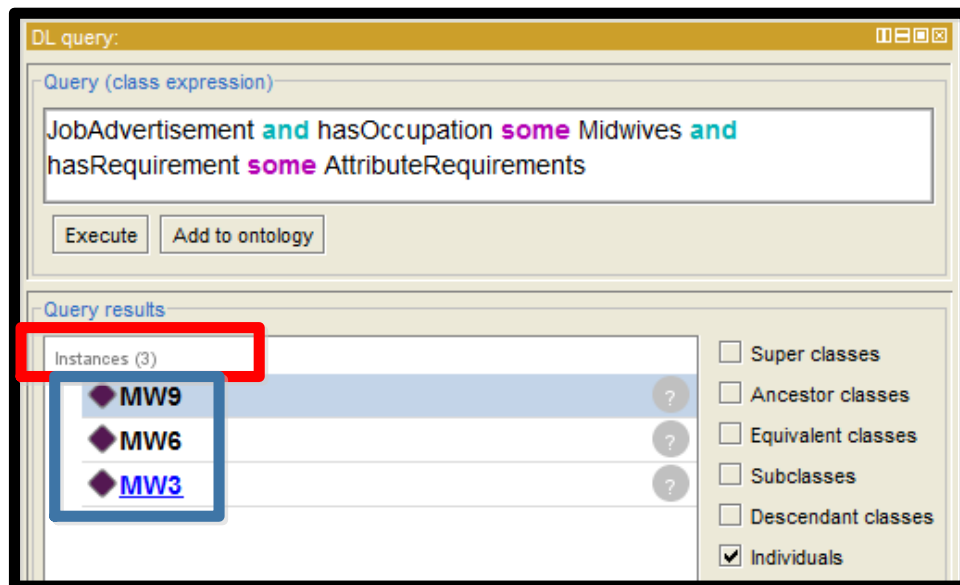 DL query:
Query (class expression)
JobAdvertisement and hasOccupation some Midwives and
hasRequirement some AttributeRequirements
Execute
Add to ontology
Query results
Instances (3)
MW9
?
MW6
?
MW3
?
Super classes
Ancestor classes
Equivalent classes
Subclasses
Descendant classes
Individuals